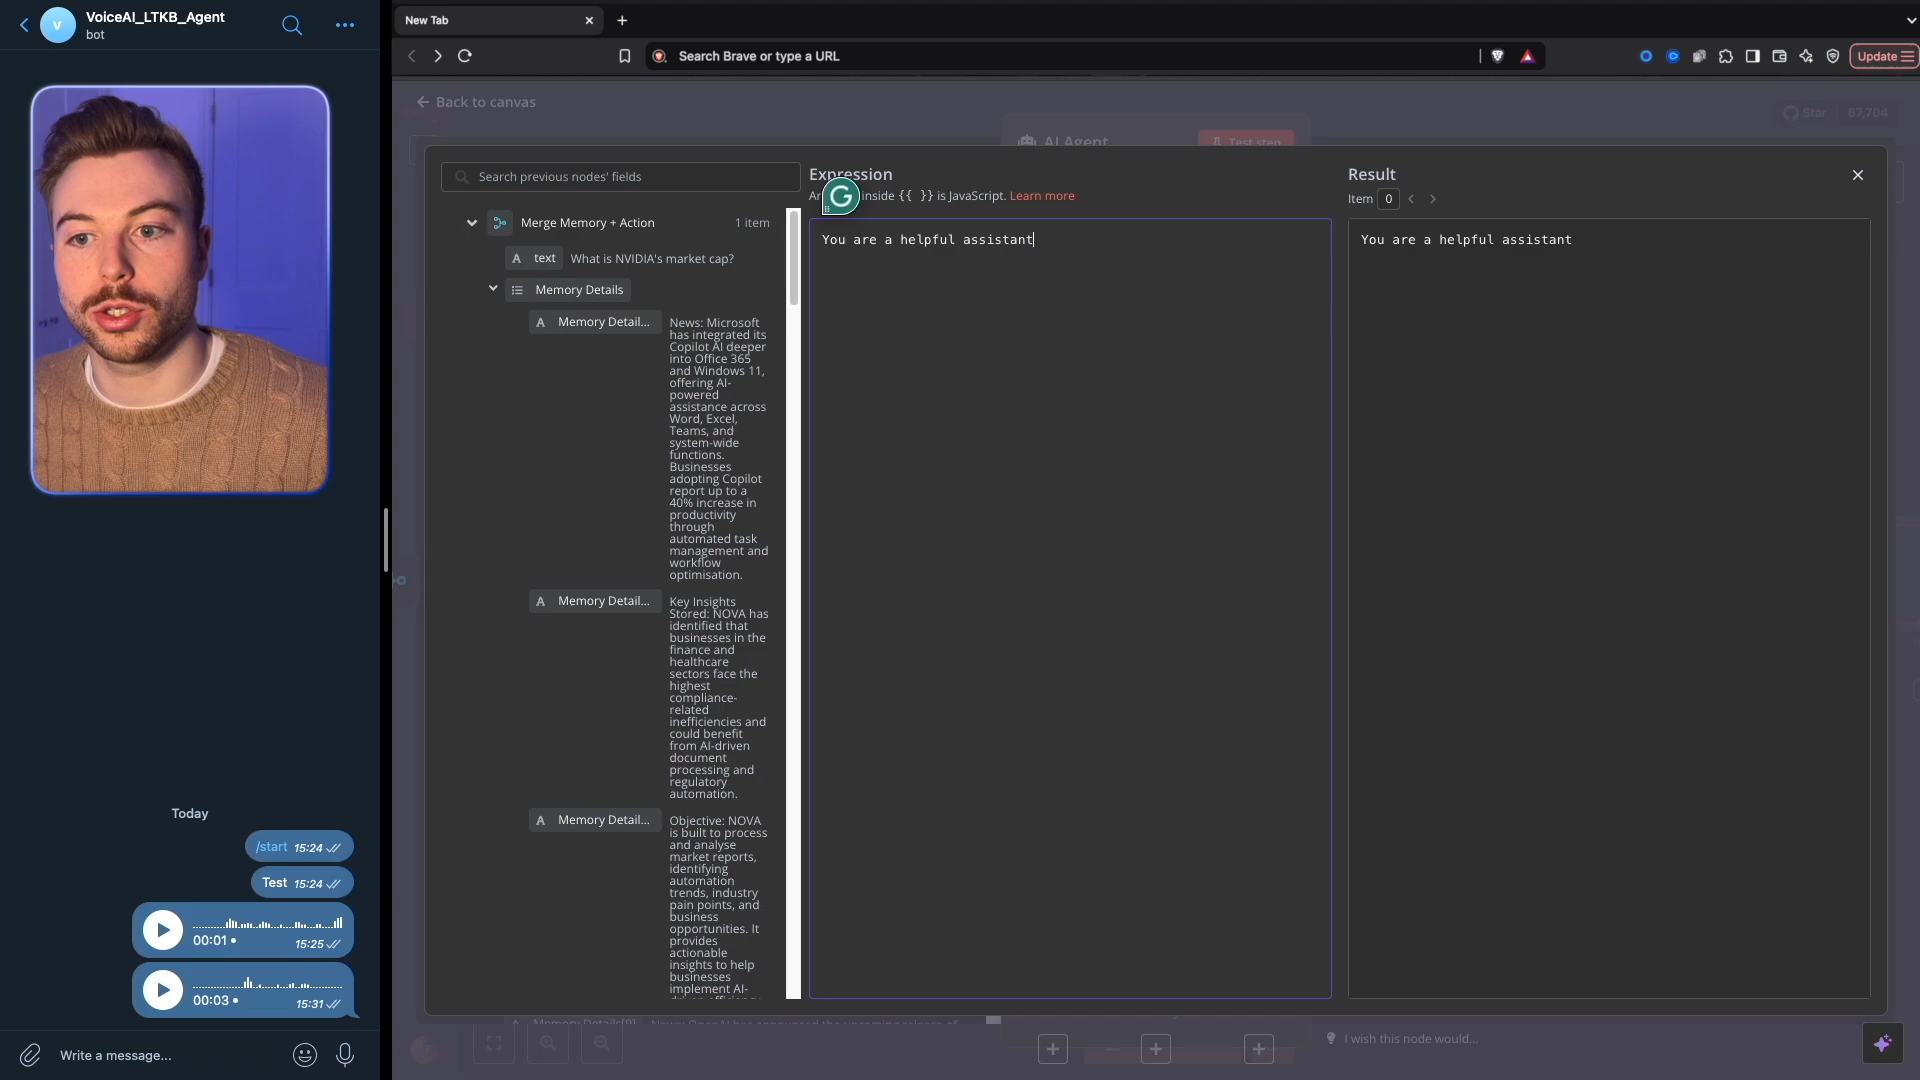 VoiceAI_LTKB_Agent
bot
V
Today
/start 15:24
Test 15:24
00:01
15:25
00:03
15:31
Write a message...
New Tab
Search Brave or type a URL
Update
Back to canvas
Star 67,704
AI Agent
Test step
Search previous nodes' fields
Merge Memory + Action
1 item
A text What is NVIDIA's market cap?
Memory Details
A Memory Detail...
News: Microsoft
has integrated its
Copilot AI deeper
into Office 365
and Windows 11,
offering AI-
powered
assistance across
Word, Excel,
Teams, and
system-wide
functions.
Businesses
adopting Copilot
report up to a
40% increase in
productivity
through
automated task
management and
workflow
optimisation.
A Memory Detail...
Key Insights
Stored: NOVA has
identified that
businesses in the
finance and
healthcare
sectors face the
highest
compliance-
related
inefficiencies and
could benefit
from AI-driven
document
processing and
regulatory
automation.
A Memory Detail...
Objective: NOVA
is built to process
and analyse
market reports,
identifying
automation
trends, industry
pain points, and
business
opportunities. It
provides
actionable
insights to help
businesses
implement AI-
Expression
inside {{ }} is JavaScript. Learn more
G
You are a helpful assistant
Result
Item 0
You are a helpful assistant
I wish this node would...